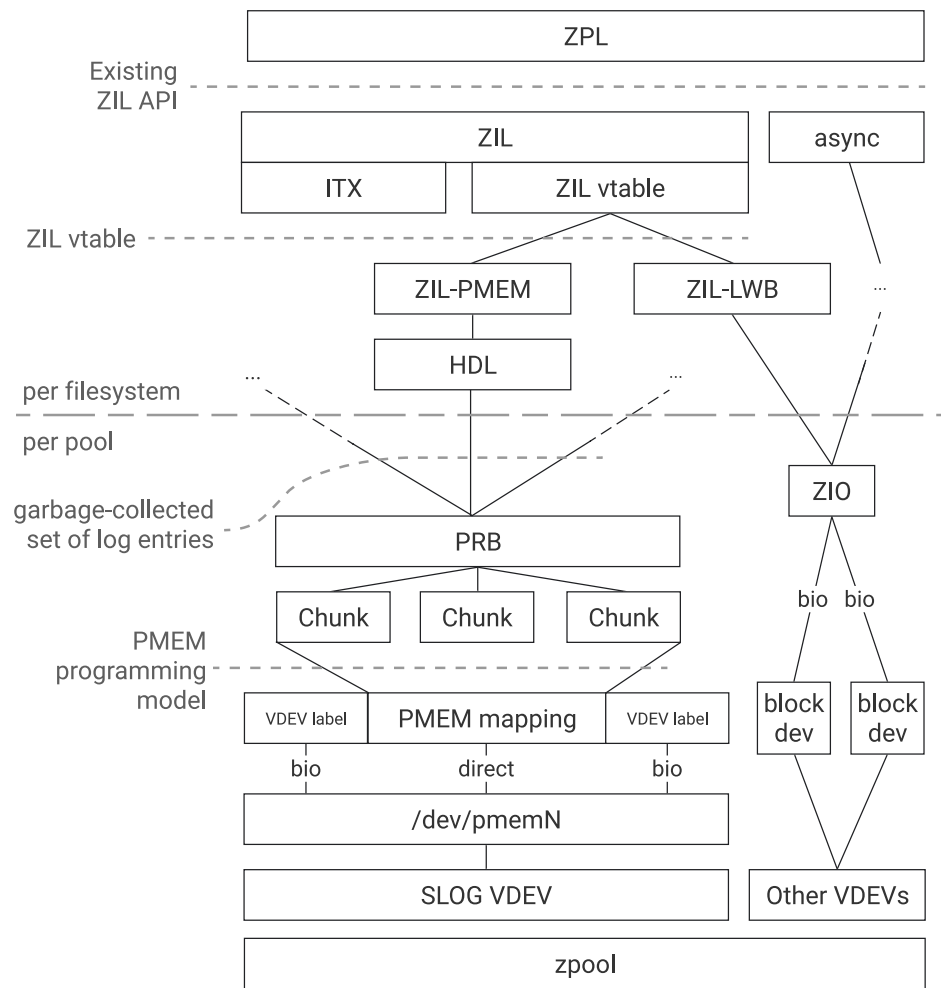 ZPL
Existing
ZIL API
ZIL
async
ITX
ZIL vtable
ZIL vtable
ZIL-PMEM
ZIL-LWB
...
HDL
...
...
per filesystem
per pool
ZIO
garbage-collected
set of log entries
PRB
bio
bio
Chunk
Chunk
Chunk
PMEM
programming
model
VDEV label
PMEM mapping
VDEV label
block
dev
block
dev
bio
direct
bio
/dev/pmemN
SLOG VDEV
Other VDEVs
zpool